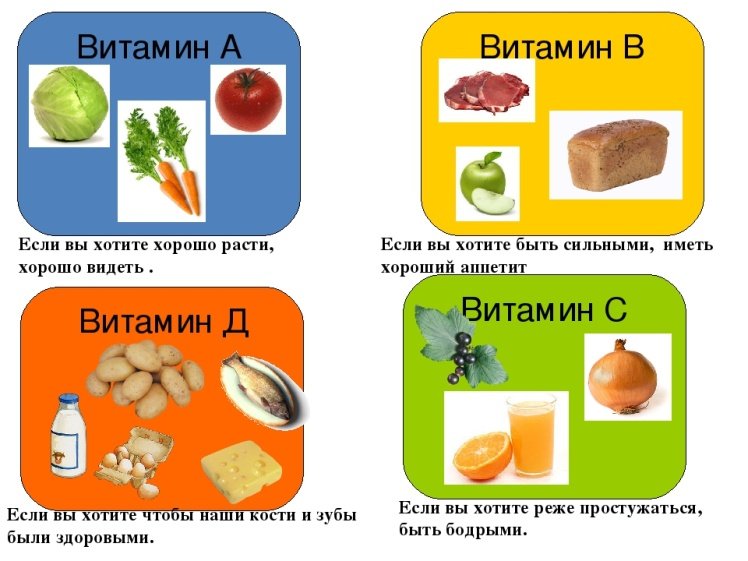 Витамин А
Если вы хотите хорошо расти,
хорошо видеть .
Витамин В
Если вы хотите быть сильными, иметь
хороший аппетит
Витамин Д
Если вы хотите чтобы наши кости и зубы
были здоровыми.
Витамин С
Если вы хотите реже простужаться,
быть бодрыми.